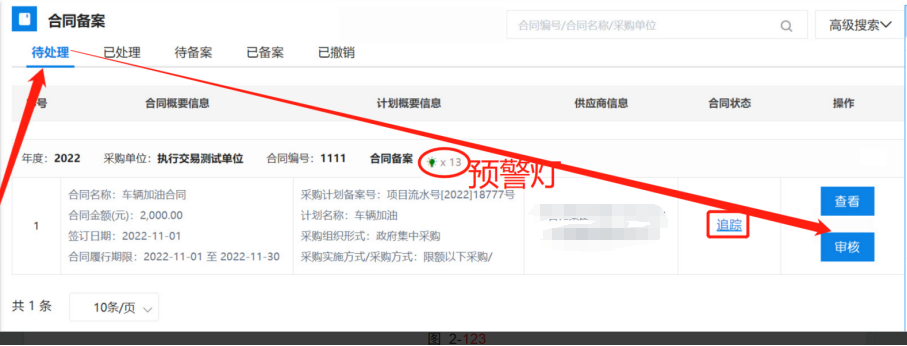 合同备案
合同编号/合同名称/采购单位
高级搜索
待处理 已处理 待备案 已备案 已撤销
号 合同概要信息 计划概要信息 供应商信息 合同状态 操作
年度：2022 采购单位：执行交易测试单位 合同编号：1111 合同备案 x 13
预警灯
1
合同名称：车辆加油合同
合同金额(元)：2,000.00
签订日期：2022-11-01
合同履行期限：2022-11-01 至 2022-11-30
采购计划备案号：项目流水号[2022]18777号
计划名称：车辆加油
采购组织形式：政府集中采购
采购实施方式/采购方式：限额以下采购/
追踪
查看
审核
共 1 条 10条/页
图 2-123